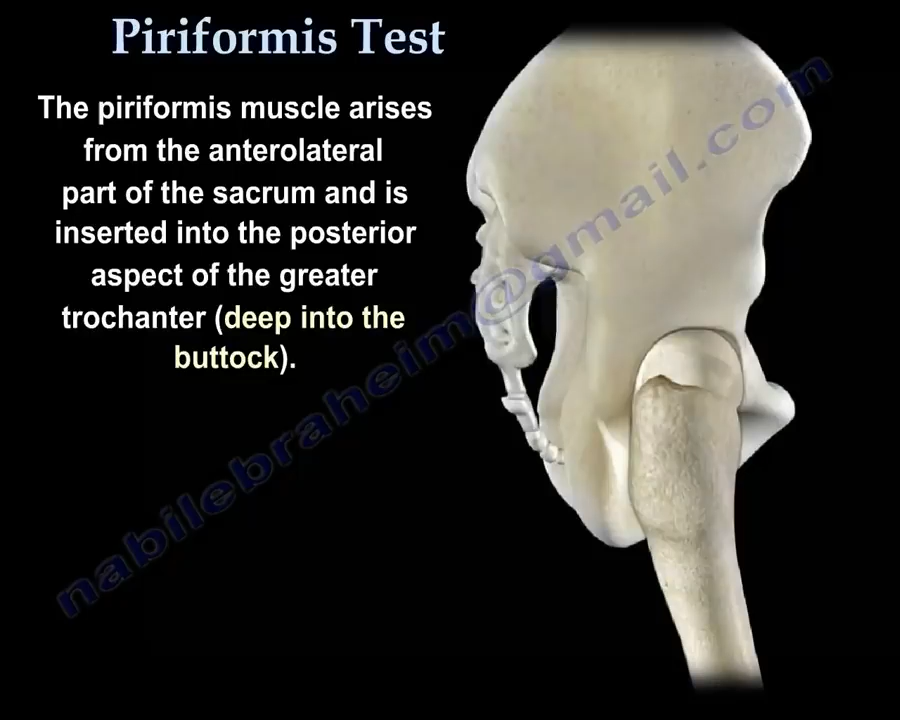 Piriformis Test
The piriformis muscle arises
from the anterolateral
part of the sacrum and is
inserted into the posterior
aspect of the greater
trochanter (deep into the
buttock).
nabilebraheim@gmail.com